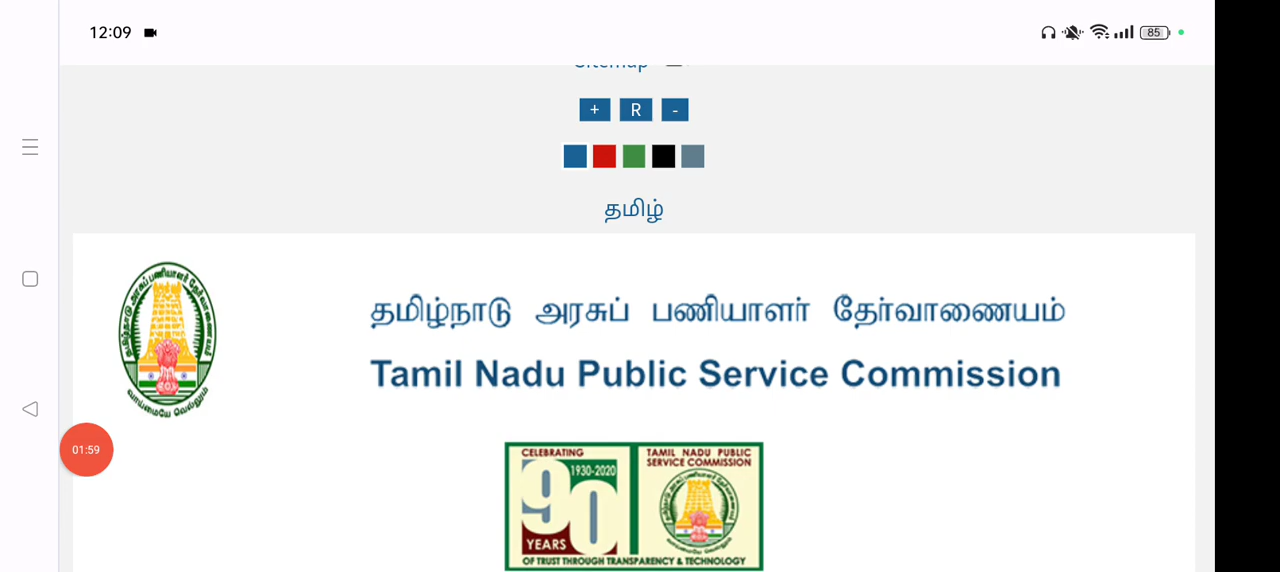 12:09
85
Sitemap
+ R -
தமிழ்
தமிழ்நாடு அரசுப் பணியாளர் தேர்வாணையம்
Tamil Nadu Public Service Commission
வாய்மையே வெல்லும்
01:59
CELEBRATING
1930-2020
90
YEARS
TAMIL NADU PUBLIC
SERVICE COMMISSION
OF TRUST THROUGH TRANSPARENCY & TECHNOLOGY